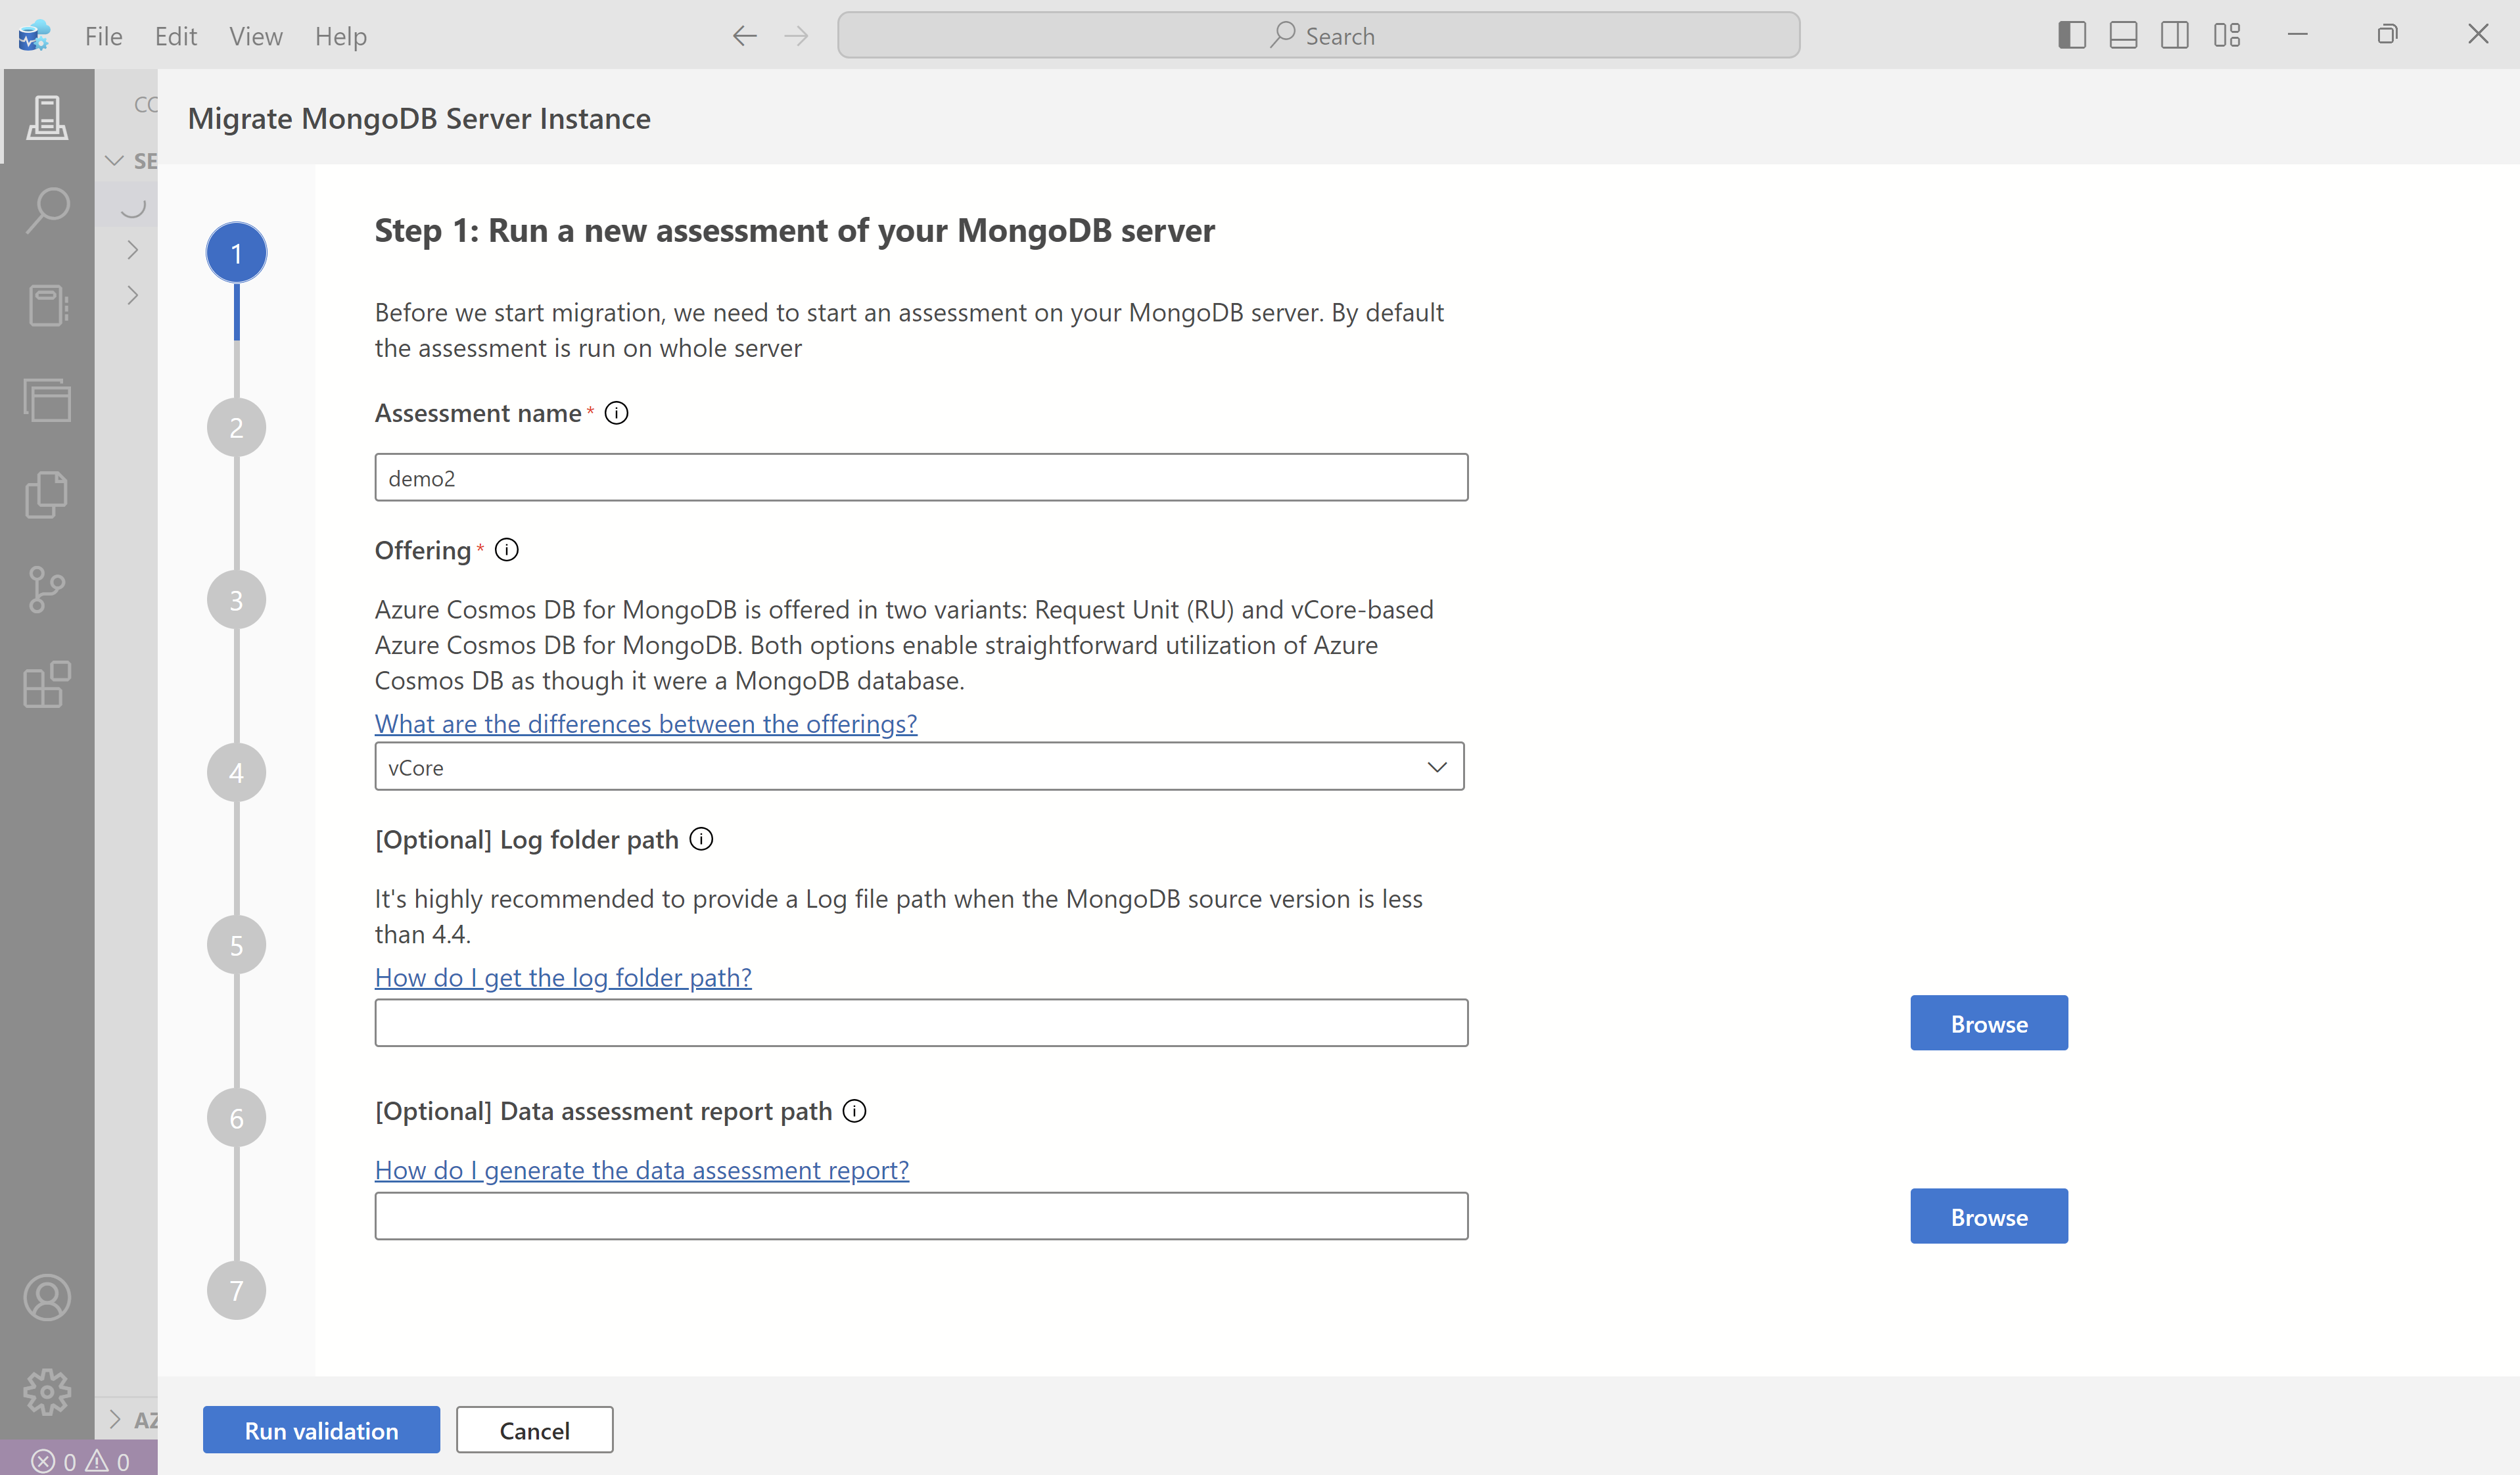 File Edit View Help
Search
CO
Migrate MongoDB Server Instance
SE
Step 1: Run a new assessment of your MongoDB server
1
Before we start migration, we need to start an assessment on your MongoDB server. By default
the assessment is run on whole server
Assessment name *
2
demo2
Offering *
3
Azure Cosmos DB for MongoDB is offered in two variants: Request Unit (RU) and vCore-based
Azure Cosmos DB for MongoDB. Both options enable straightforward utilization of Azure
Cosmos DB as though it were a MongoDB database.
What are the differences between the offerings?
4
vCore
[Optional] Log folder path
It's highly recommended to provide a Log file path when the MongoDB source version is less
than 4.4.
5
How do I get the log folder path?
Browse
6
[Optional] Data assessment report path
How do I generate the data assessment report?
Browse
7
AZ
Run validation Cancel
0 0